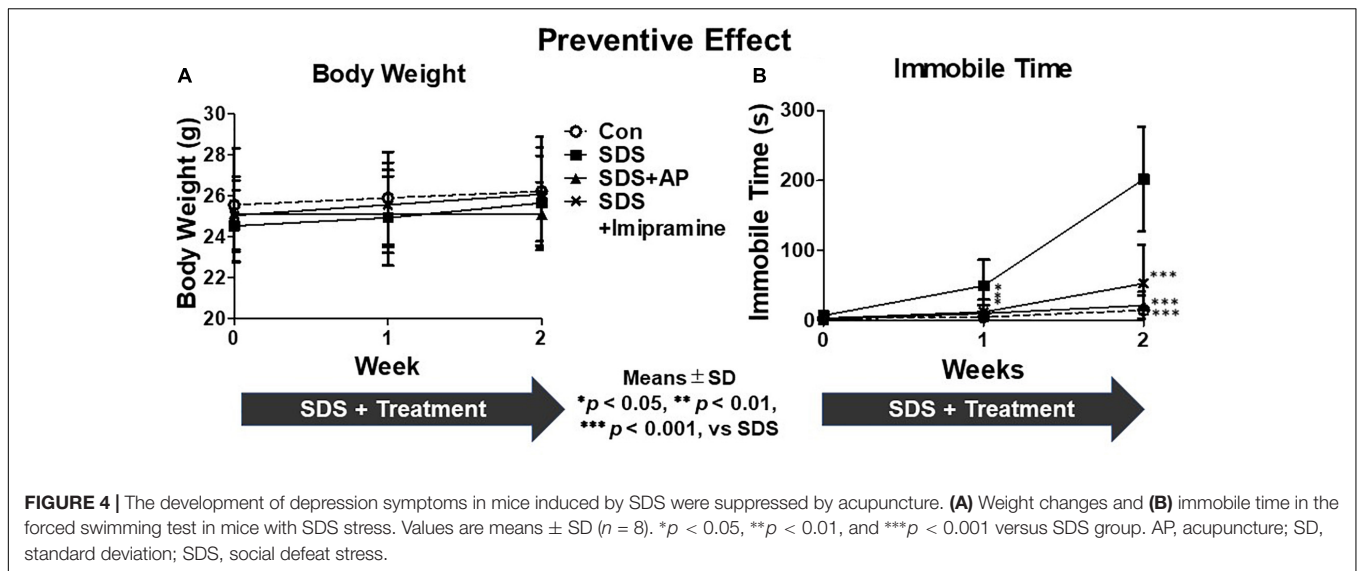 Preventive Effect
A
Body Weight
Body Weight (g)
30
28
26
24
22
20
0
1
2
Week
Con
SDS
SDS+AP
SDS
+Imipramine
SDS + Treatment
Means ± SD
*p < 0.05, ** p < 0.01,
*** p < 0.001, vs SDS
B
Immobile Time
Immobile Time (s)
300
200
100
0
***
***
***
***
0
1
2
Weeks
SDS + Treatment
FIGURE 4 | The development of depression symptoms in mice induced by SDS were suppressed by acupuncture. (A) Weight changes and (B) immobile time in the
forced swimming test in mice with SDS stress. Values are means ± SD (n = 8). *p < 0.05, **p < 0.01, and ***p < 0.001 versus SDS group. AP, acupuncture; SD,
standard deviation; SDS, social defeat stress.